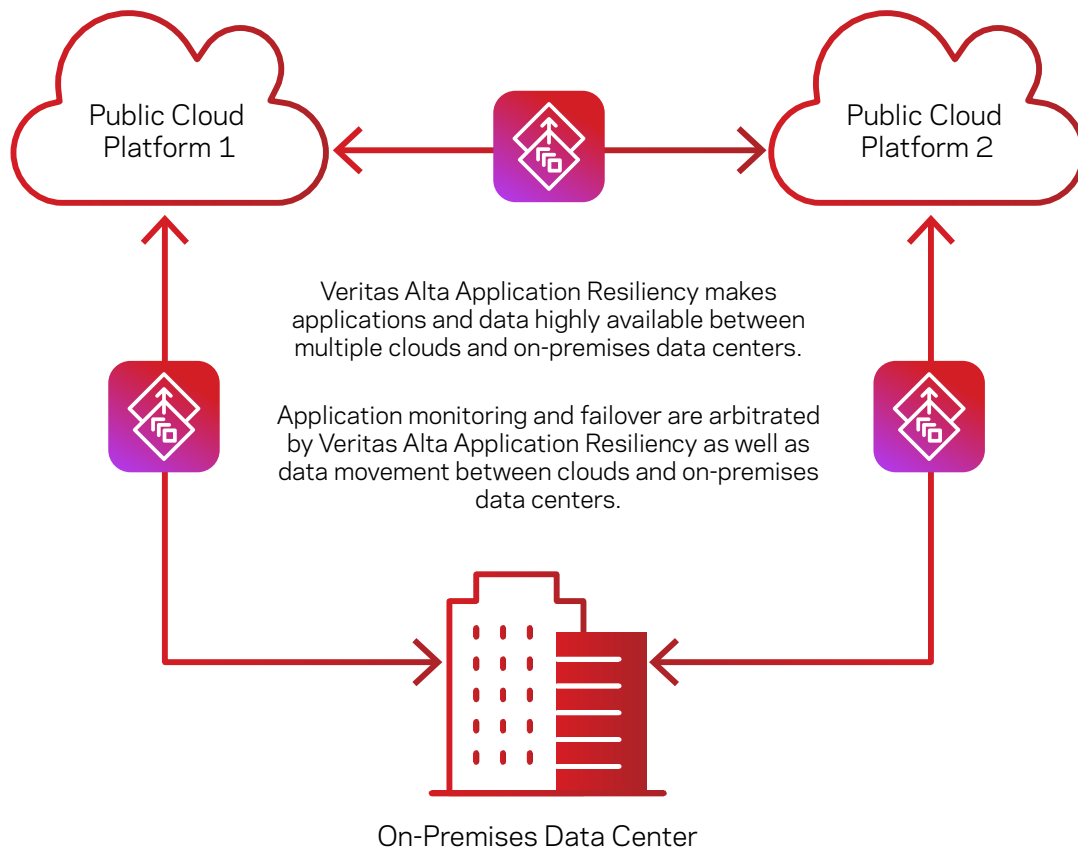 Public Cloud
Platform 1
Public Cloud
Platform 2
Veritas Alta Application Resiliency makes
applications and data highly available between
multiple clouds and on-premises data centers.
Application monitoring and failover are arbitrated
by Veritas Alta Application Resiliency as well as
data movement between clouds and on-premises
data centers.
On-Premises Data Center